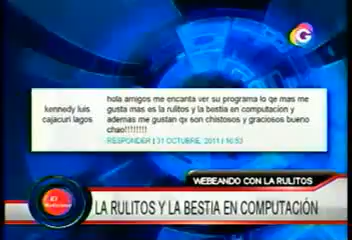 G
kennedy luis
cajacuri lagos
hola amigos me encanta ver su programa lo qe mas me
gusta mas es la rulitos y la bestia en computacion y
ademas me gustan qx son chistosos y graciosos bueno
chao!!!!!!!!
RESPONDER | 31 OCTUBRE, 2011 | 16:53
WEBEANDO CON LA RULITOS
El
LA RULITOS Y LA BESTIA EN COMPUTACIÓN